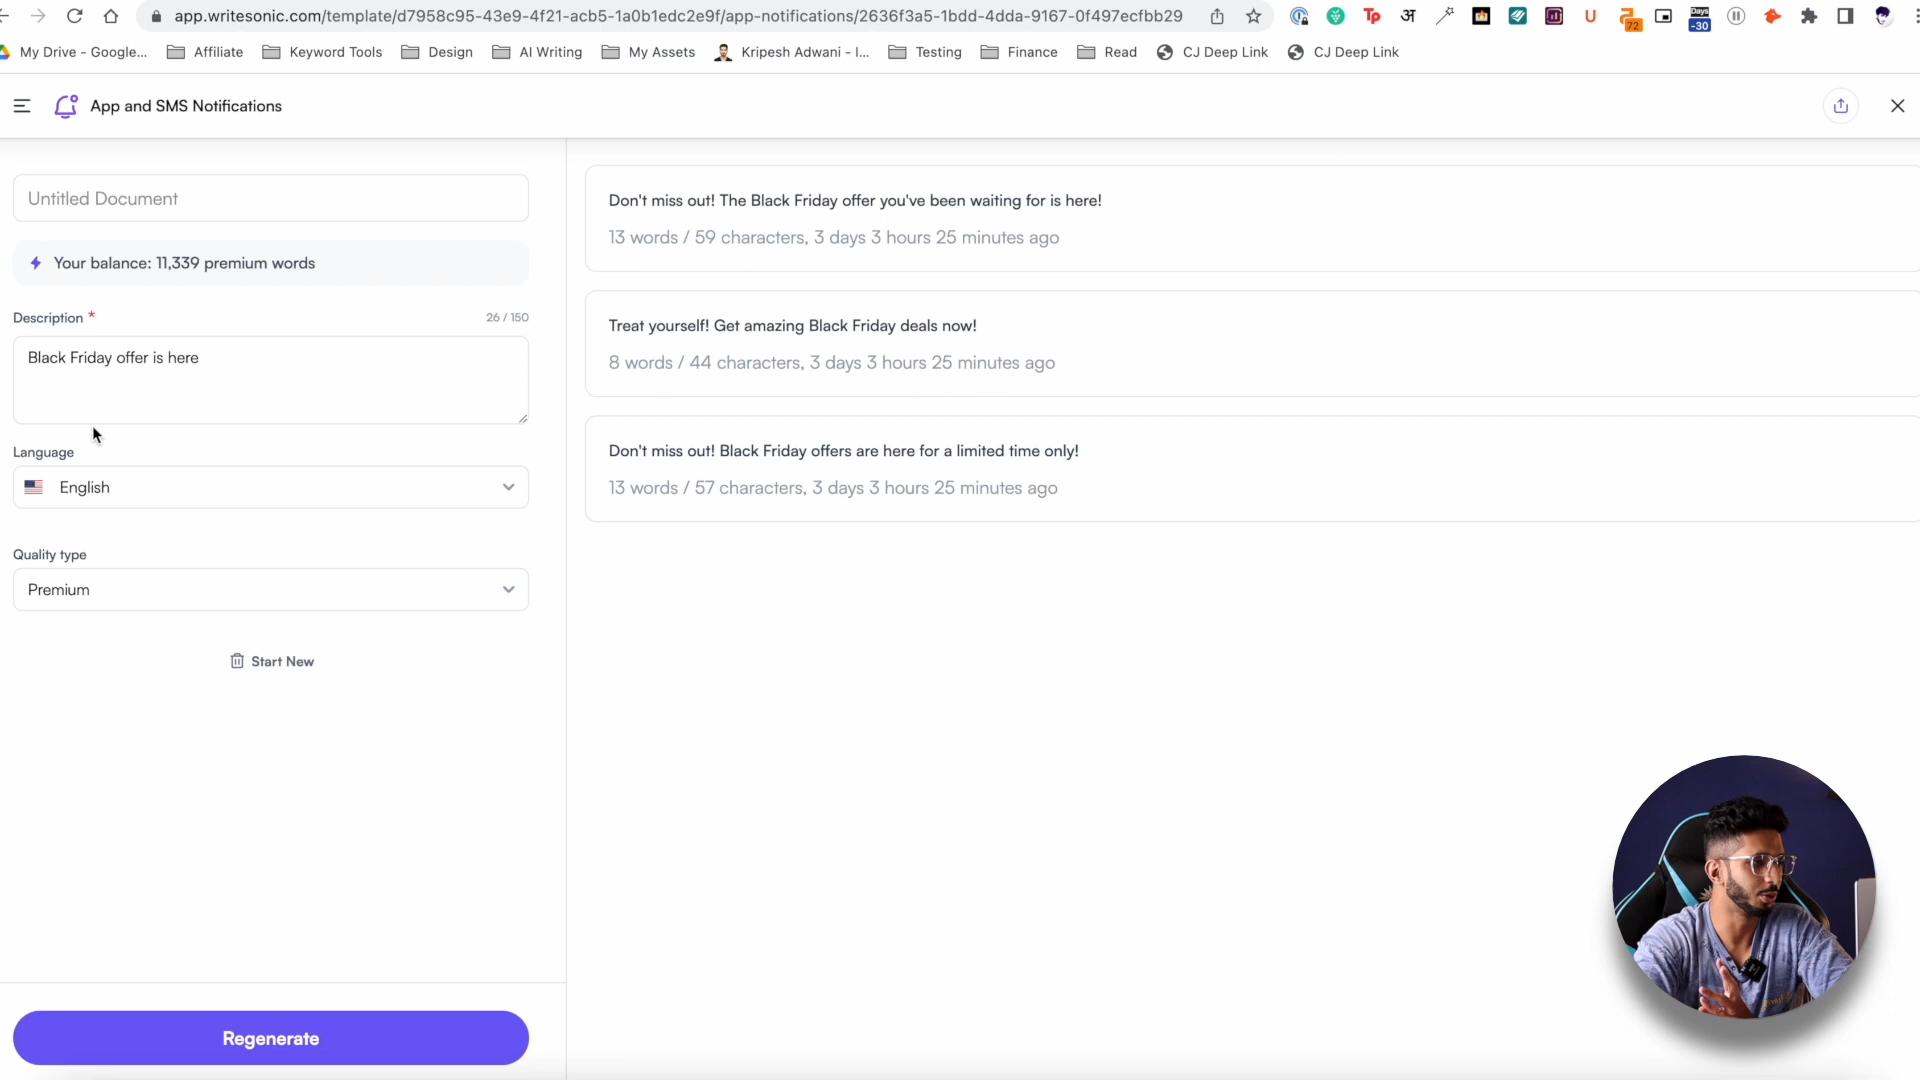 app.writesonic.com/template/d7958c95-43e9-4f21-acb5-1a0b1edc2e9f/app-notifications/2636f3a5-1bdd-4dda-9167-0f497ecfbb29
Tp
अ
U
72
Days
-30
My Drive - Google...
Affiliate
Keyword Tools
Design
AI Writing
My Assets
Kripesh Adwani - I...
Testing
Finance
Read
CJ Deep Link
CJ Deep Link
App and SMS Notifications
Untitled Document
Your balance: 11,339 premium words
Description *
26 / 150
Black Friday offer is here
Language
English
Quality type
Premium
Start New
Regenerate
Don't miss out! The Black Friday offer you've been waiting for is here!
13 words / 59 characters, 3 days 3 hours 25 minutes ago
Treat yourself! Get amazing Black Friday deals now!
8 words / 44 characters, 3 days 3 hours 25 minutes ago
Don't miss out! Black Friday offers are here for a limited time only!
13 words / 57 characters, 3 days 3 hours 25 minutes ago